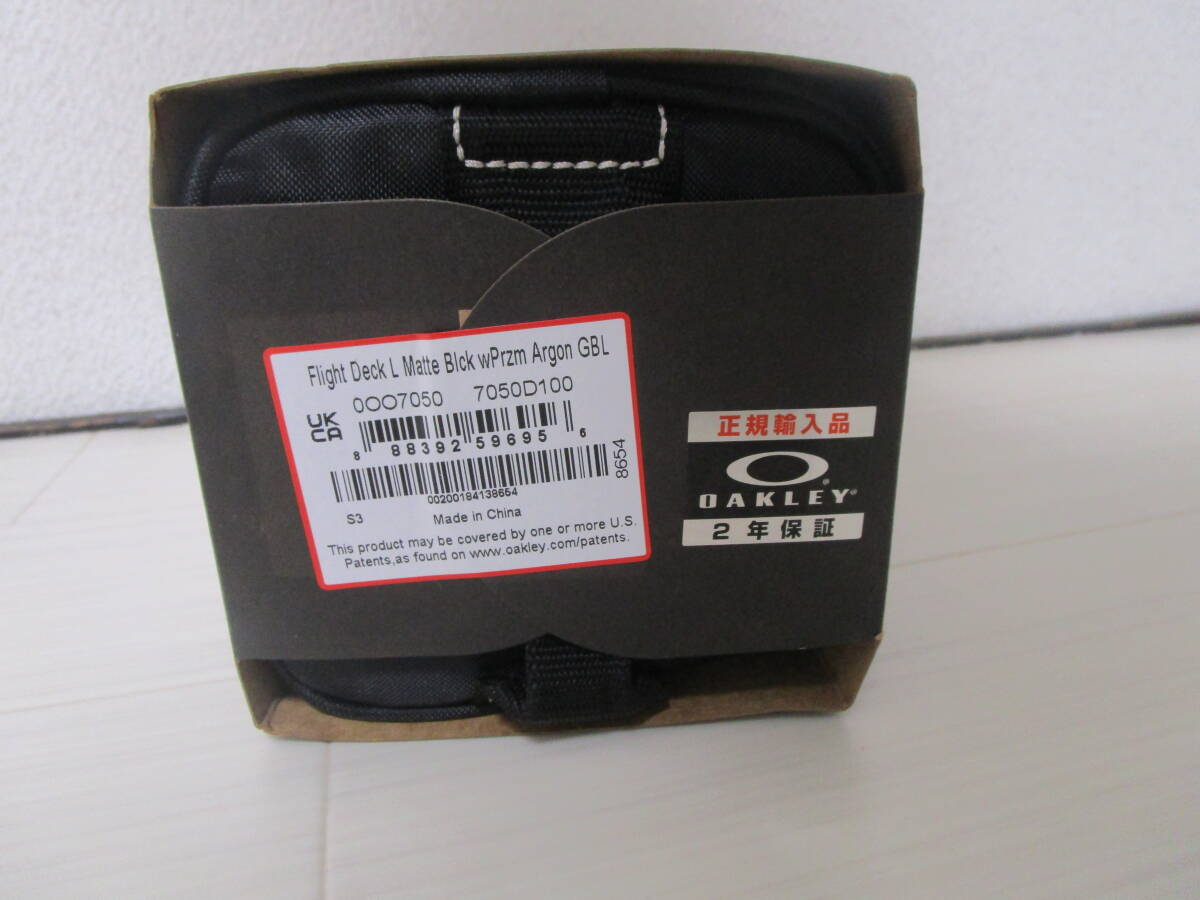 Flight Deck L Matte Blck wPrzm Argon GBL
0OO7050 7050D100
UK
CA
8 88392 59695 6
8654
00200184138654
S3 Made in China
This product may be covered by one or more U.S.
Patents,as found on www.oakley.com/patents.
正規輸入品
OAKLEY®
2年保証